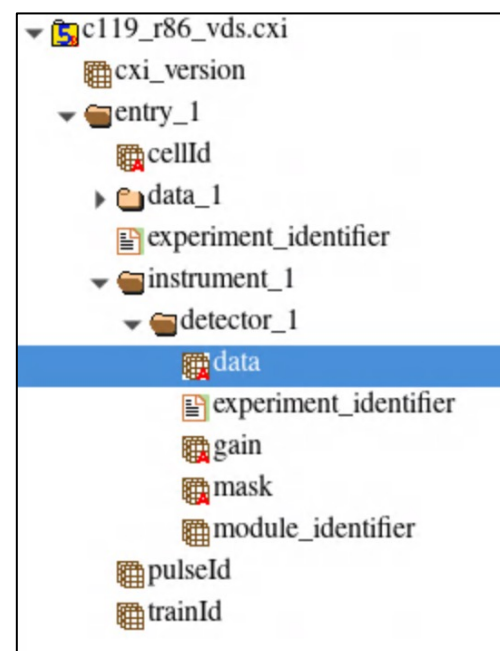 c119_r86_vds.cxi
cxi_version
entry_1
cellId
data_1
experiment_identifier
instrument_1
detector_1
data
experiment_identifier
gain
mask
module_identifier
pulseId
trainId